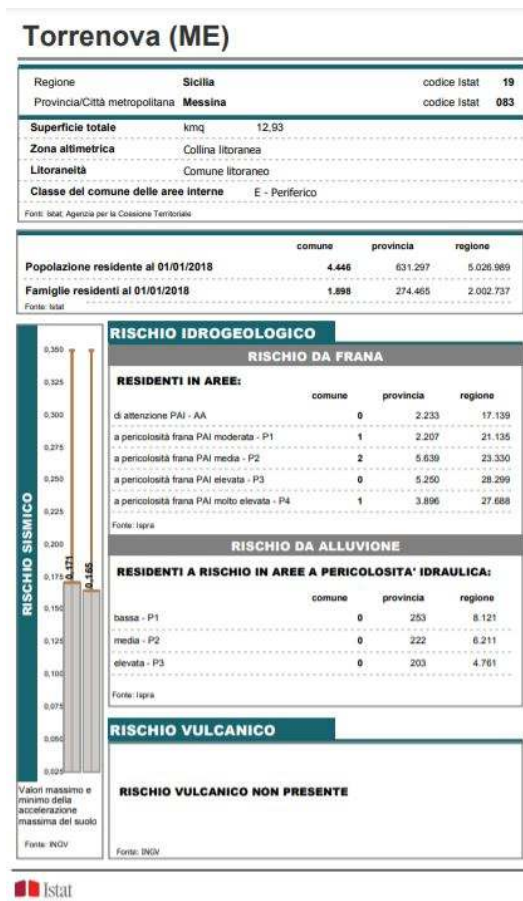 Torrenova (ME)
Regione Sicilia codice Istat 19
Provincia/Città metropolitana Messina codice Istat 083
Superficie totale kmq 12,93
Zona altimetrica Collina litoranea
Litoraneità Comune litoraneo
Classe del comune delle aree interne E - Periferico
Fonti: Istat; Agenzia per la Coesione Territoriale
comune provincia regione
Popolazione residente al 01/01/2018 4.446 631.297 5.026.989
Famiglie residenti al 01/01/2018 1.898 274.465 2.002.737
Fonte: Istat
RISCHIO SISMICO
0,350
0,325
0,300
0,275
0,250
0,225
0,200
0,175
0,150
0,125
0,100
0,075
0,050
0,025
0,171
0,165
Valori massimo e
minimo della
accelerazione
massima del suolo
Fonte: INGV
RISCHIO IDROGEOLOGICO
RISCHIO DA FRANA
RESIDENTI IN AREE:
comune provincia regione
di attenzione PAI - AA 0 2.233 17.139
a pericolosità frana PAI moderata - P1 1 2.207 21.135
a pericolosità frana PAI media - P2 2 5.639 23.330
a pericolosità frana PAI elevata - P3 0 5.250 28.299
a pericolosità frana PAI molto elevata - P4 1 3.896 27.688
Fonte: Ispra
RISCHIO DA ALLUVIONE
RESIDENTI A RISCHIO IN AREE A PERICOLOSITA' IDRAULICA:
comune provincia regione
bassa - P1 0 253 8.121
media - P2 0 222 6.211
elevata - P3 0 203 4.761
Fonte: Ispra
RISCHIO VULCANICO
RISCHIO VULCANICO NON PRESENTE
Fonte: INGV
Istat